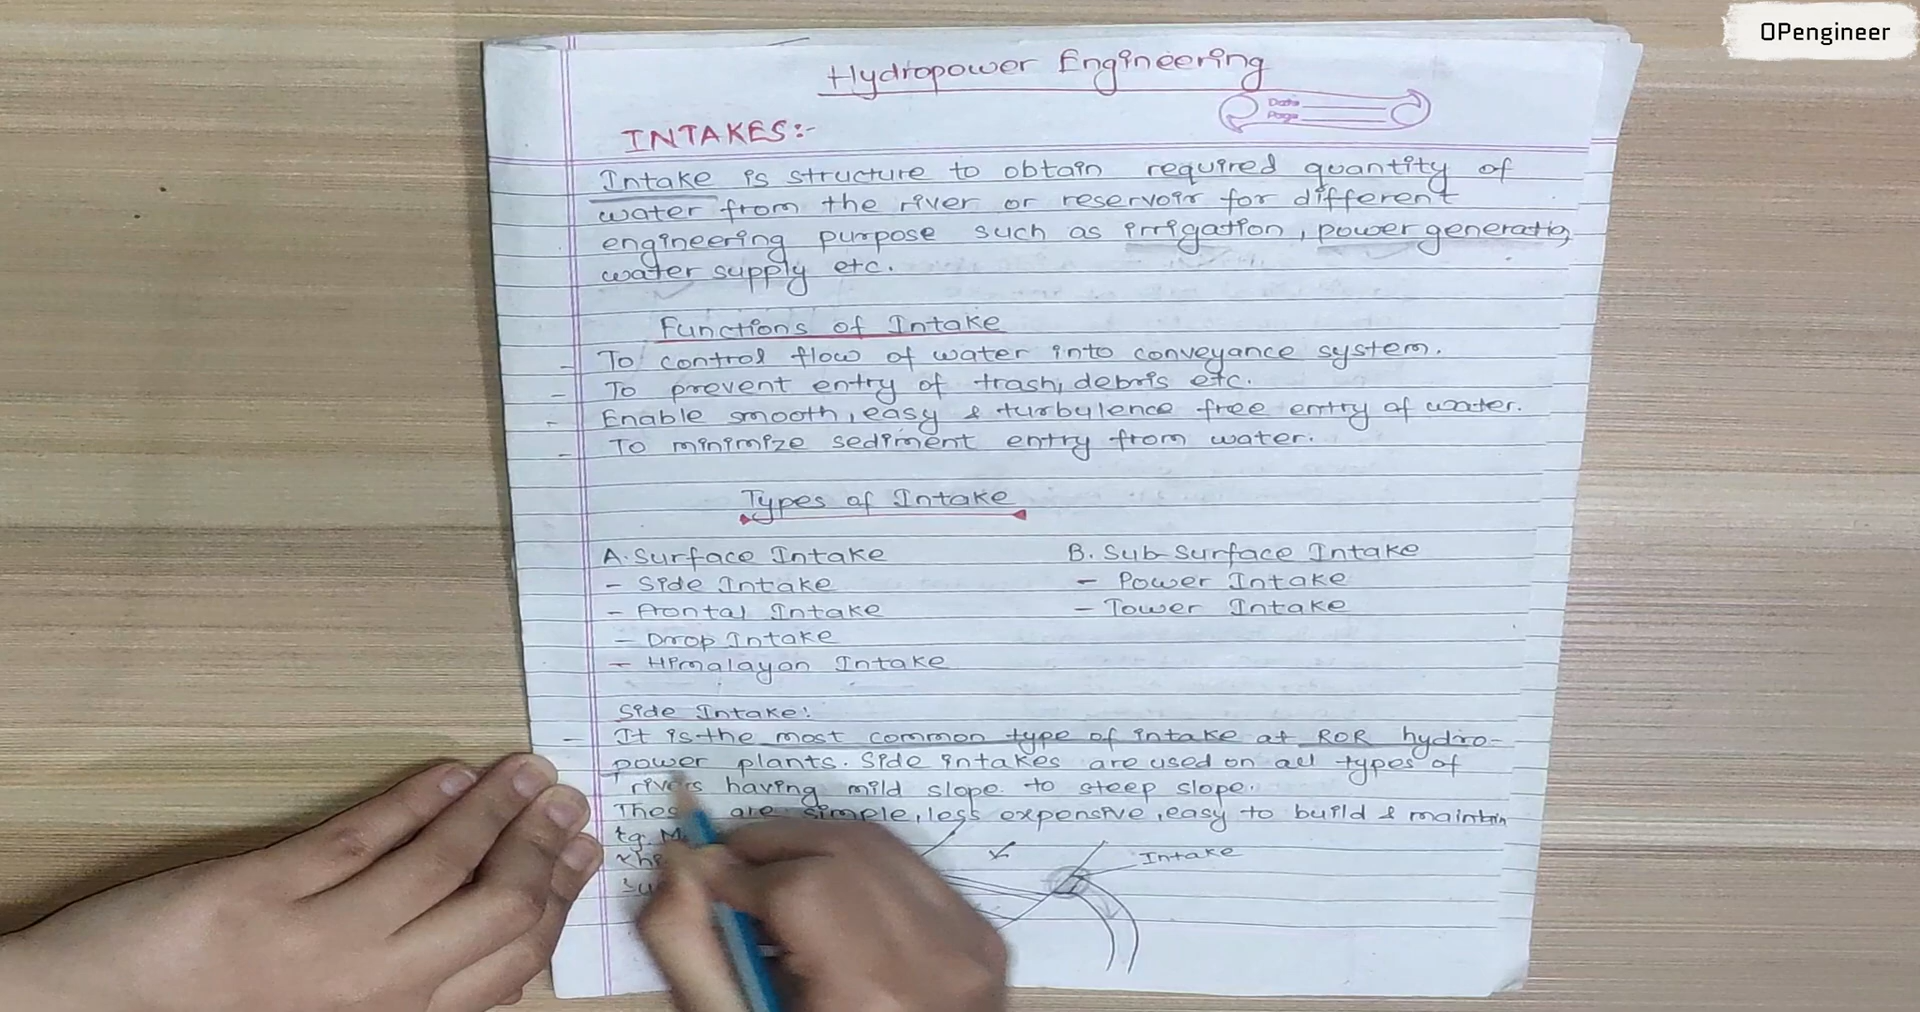 OPengineer
Hydropower Engineering
Date
Page
INTAKES:-
Intake is structure to obtain required quantity of
water from the river or reservoir for different
engineering purpose such as irrigation, power generatio
water supply etc.
Functions of Intake
- To control flow of water into conveyance system.
- To prevent entry of trash, debris etc.
- Enable smooth, easy & turbulence free entry of water.
- To minimize sediment entry from water.
Types of Intake
A. Surface Intake
- Side Intake
- Frontal Intake
- Drop Intake
- Himalayan Intake
B. Sub Surface Intake
- Power Intake
- Tower Intake
Side Intake:
- It is the most common type of intake at ROR hydro-
power plants. Side intakes are used on all types of
rivers having mild slope to steep slope.
are simple, less expensive, easy to build & maintain
Intake